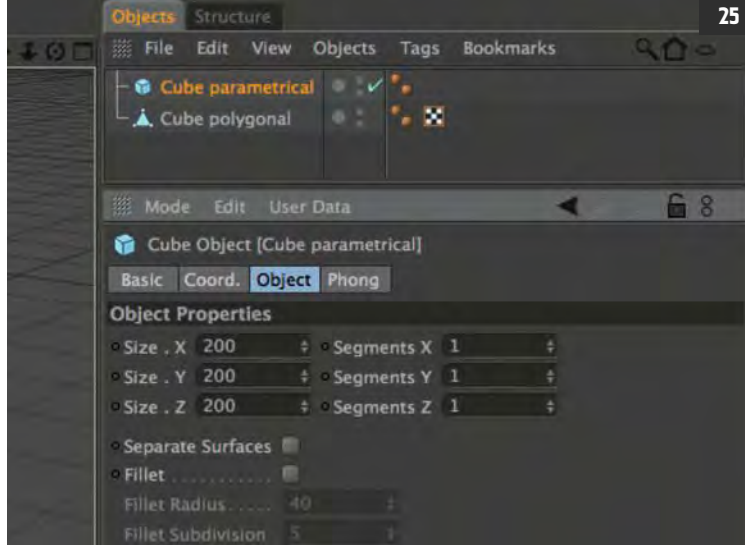 25
Objects Structure
File Edit View Objects Tags Bookmarks
Cube parametrical
Cube polygonal
Mode Edit User Data
Cube Object [Cube parametrical]
Basic Coord. Object Phong
Object Properties
Size . X 200 Segments X 1
Size . Y 200 Segments Y 1
Size . Z 200 Segments Z 1
Separate Surfaces
Fillet . . . . . . . . . . .
Fillet Radius . . . . . 40
Fillet Subdivision 5